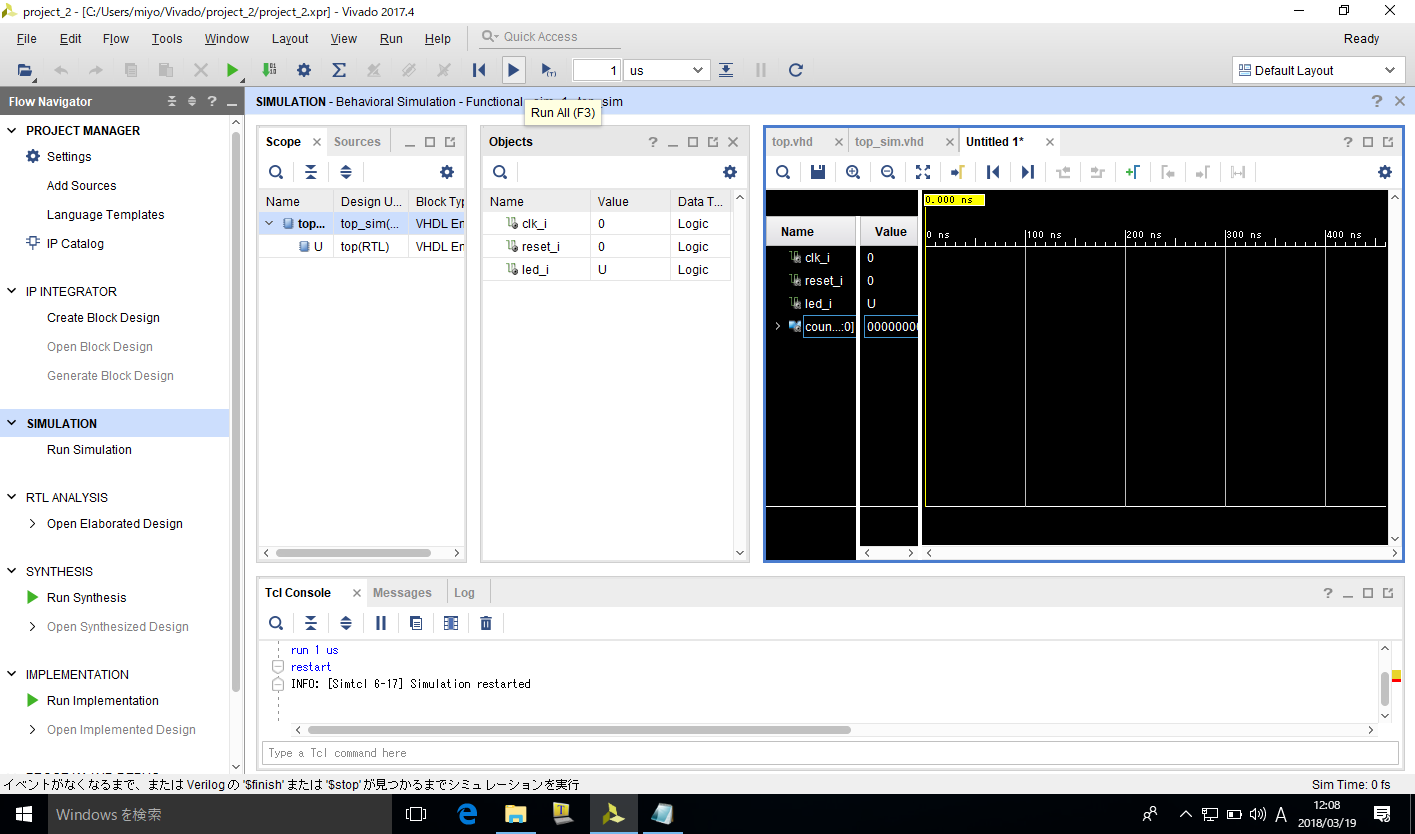 project_2 - [C:/Users/miyo/Vivado/project_2/project_2.xpr] - Vivado 2017.4
File Edit Flow Tools Window Layout View Run Help Quick Access Ready
1 us Default Layout
Flow Navigator
SIMULATION - Behavioral Simulation - Functional
Run All (F3)
PROJECT MANAGER
Settings
Add Sources
Language Templates
IP Catalog
IP INTEGRATOR
Create Block Design
Open Block Design
Generate Block Design
SIMULATION
Run Simulation
RTL ANALYSIS
Open Elaborated Design
SYNTHESIS
Run Synthesis
Open Synthesized Design
IMPLEMENTATION
Run Implementation
Open Implemented Design
Scope Sources
Name Design U... Block Typ
top... top_sim(... VHDL En
U top(RTL) VHDL En
Objects
Name Value Data T...
clk_i 0 Logic
reset_i 0 Logic
led_i U Logic
top.vhd top_sim.vhd Untitled 1*
0.000 ns
Name Value
0 ns 100 ns 200 ns 300 ns 400 ns
clk_i 0
reset_i 0
led_i U
coun...:0] 00000000
Tcl Console Messages Log
run 1 us
restart
INFO: [Simtcl 6-17] Simulation restarted
Type a Tcl command here
イベントがなくなるまで、または Verilog の '$finish' または '$stop' が見つかるまでシミュレーションを実行
Sim Time: 0 fs
Windows を検索
A
12:08
2018/03/19